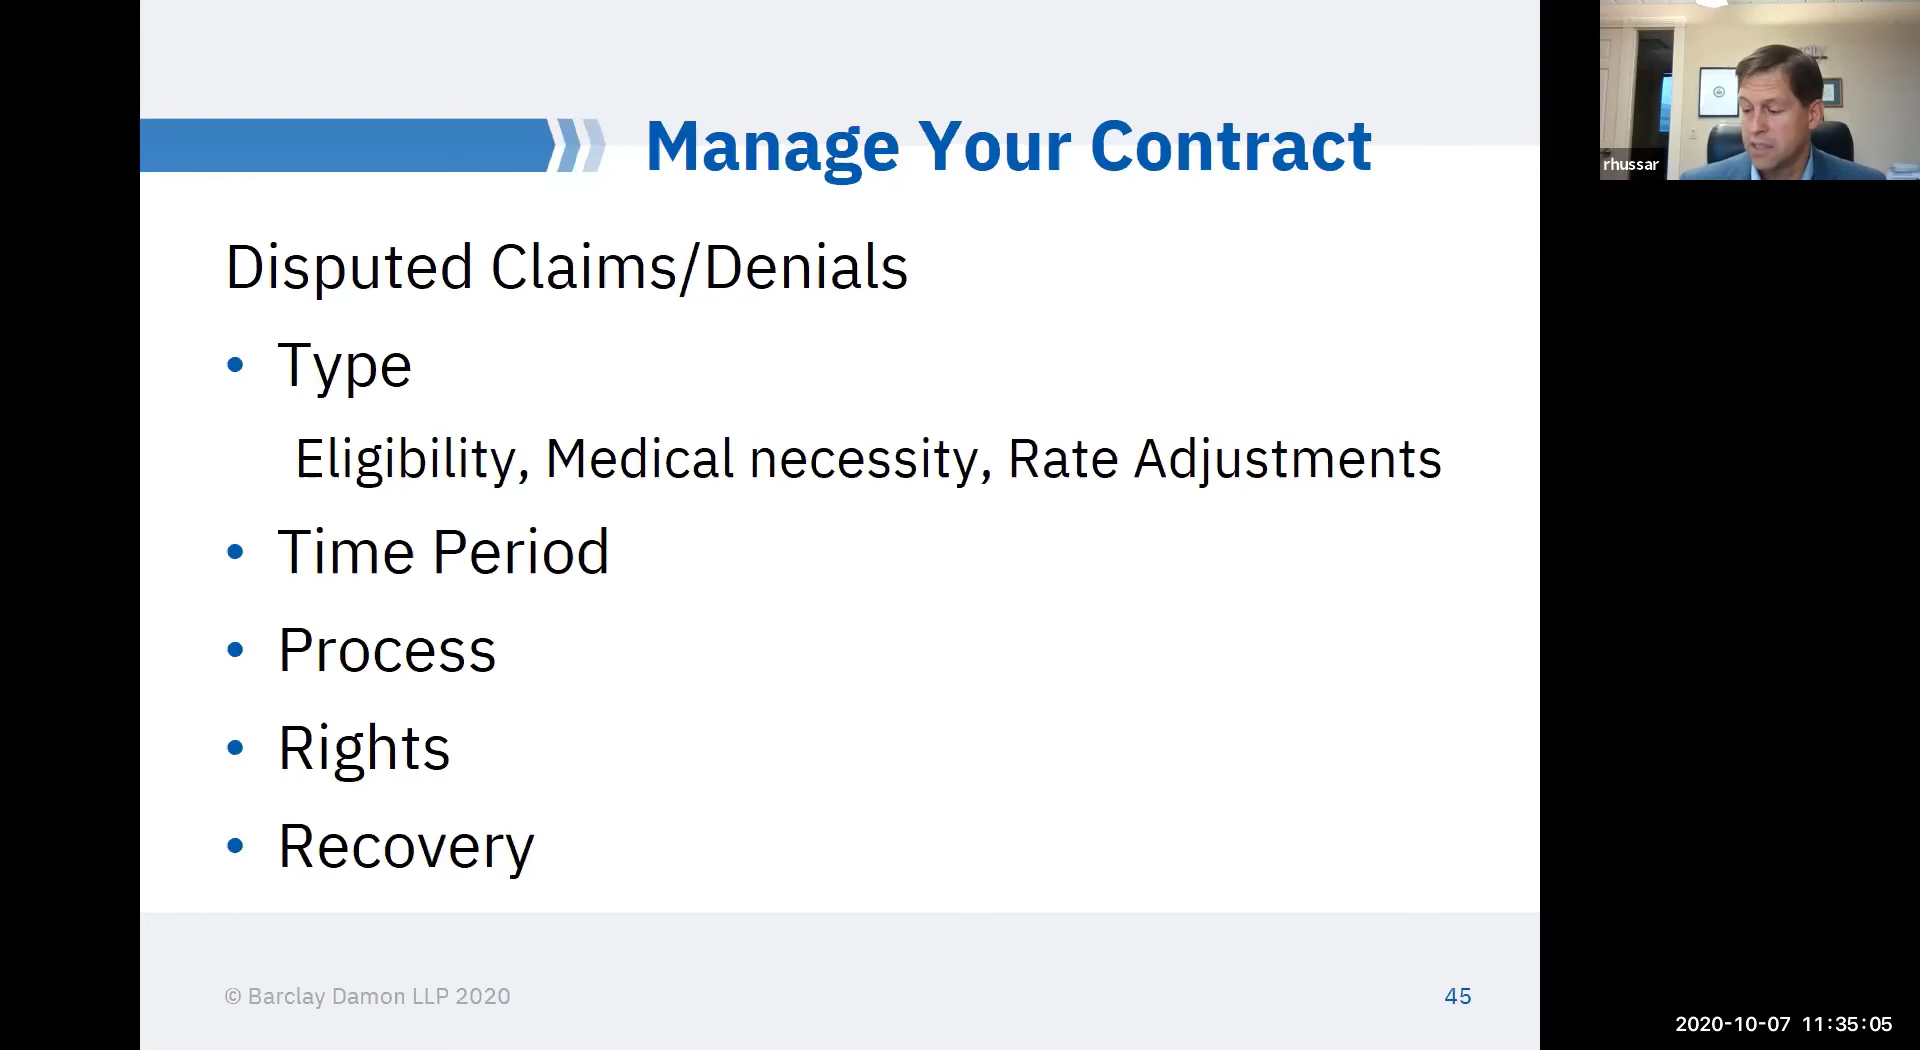 Manage Your Contract
Disputed Claims/Denials
• Type
Eligibility, Medical necessity, Rate Adjustments
• Time Period
• Process
• Rights
• Recovery
© Barclay Damon LLP 2020
45
rhussar
2020-10-07 11:35:05